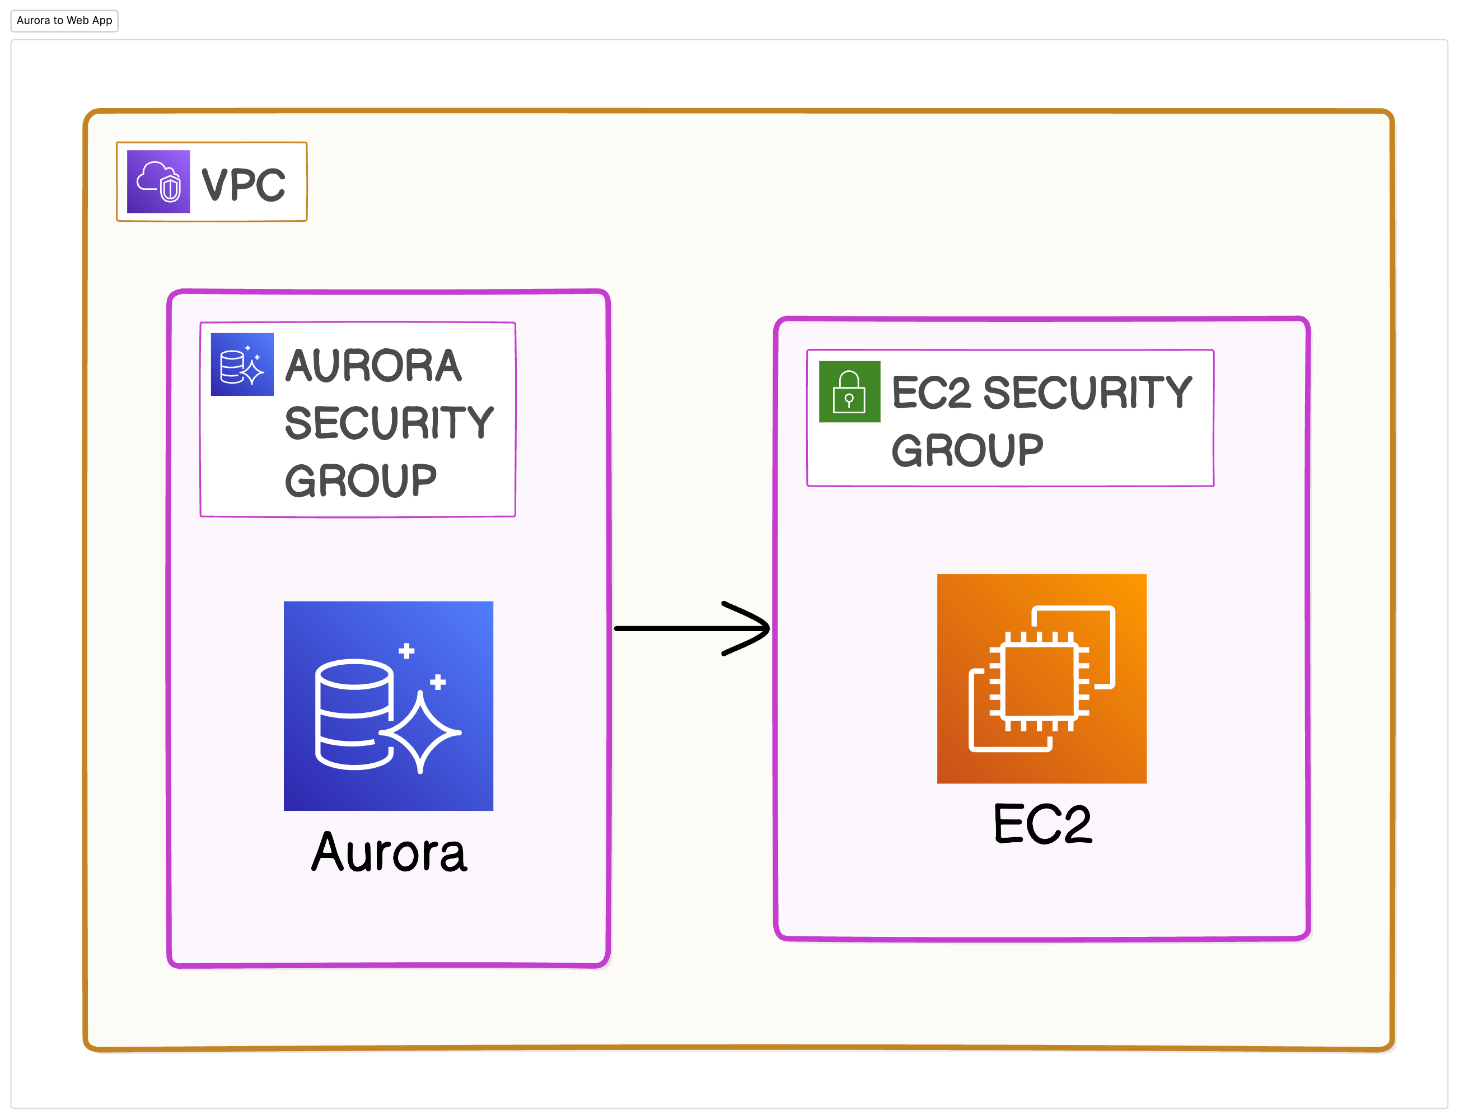 Aurora to Web App
VPC
AURORA
SECURITY
GROUP
EC2 SECURITY
GROUP
Aurora
EC2